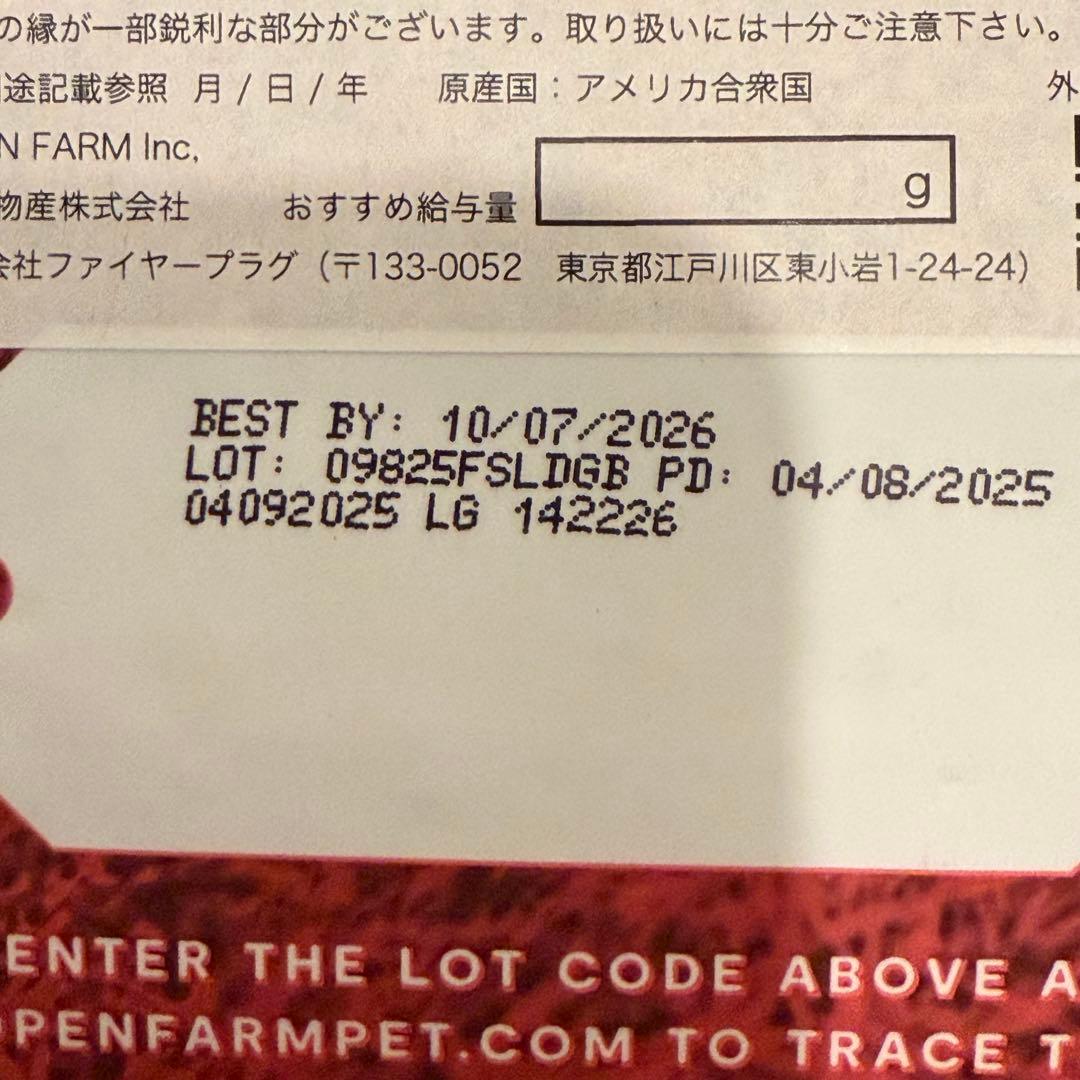 の縁が一部鋭利な部分がございます。取り扱いには十分ご注意下さい。
途記載参照 月 / 日 / 年 原産国：アメリカ合衆国 外
N FARM Inc,
物産株式会社 おすすめ給与量 g
会社ファイヤープラグ（〒133-0052 東京都江戸川区東小岩1-24-24）
BEST BY: 10/07/2026
LOT: 09825FSLDGB PD: 04/08/2025
04092025 LG 142226
ENTER THE LOT CODE ABOVE A
OPENFARMPET.COM TO TRACE T